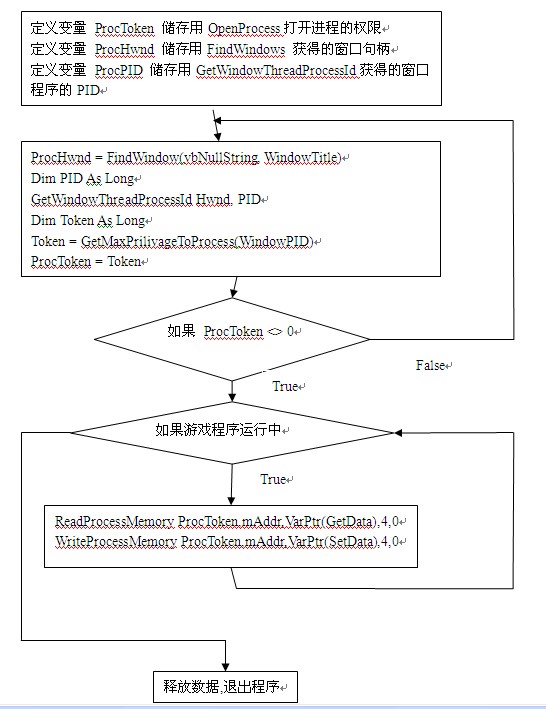 定义变量 ProcToken 储存用 OpenProcess 打开进程的权限
定义变量 ProcHwnd 储存用 FindWindows 获得的窗口句柄
定义变量 ProcPID 储存用 GetWindowThreadProcessId 获得的窗口
程序的 PID
ProcHwnd = FindWindow(vbNullString, WindowTitle)
Dim PID As Long
GetWindowThreadProcessId Hwnd, PID
Dim Token As Long
Token = GetMaxPrilivageToProcess(WindowPID)
ProcToken = Token
如果 ProcToken <> 0
False
True
如果游戏程序运行中
True
ReadProcessMemory ProcToken,mAddr,VarPtr(GetData),4,0
WriteProcessMemory ProcToken,mAddr,VarPtr(SetData),4,0
释放数据,退出程序